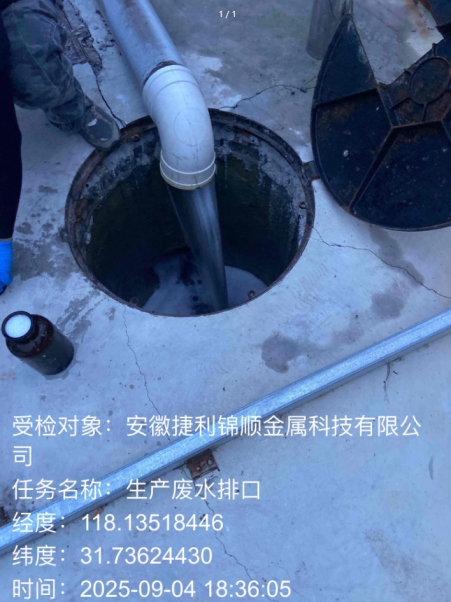 1 / 1
受检对象：安徽捷利锦顺金属科技有限公
司
任务名称：生产废水排口
经度：118.13518446
纬度：31.73624430
时间：2025-09-04 18:36:05